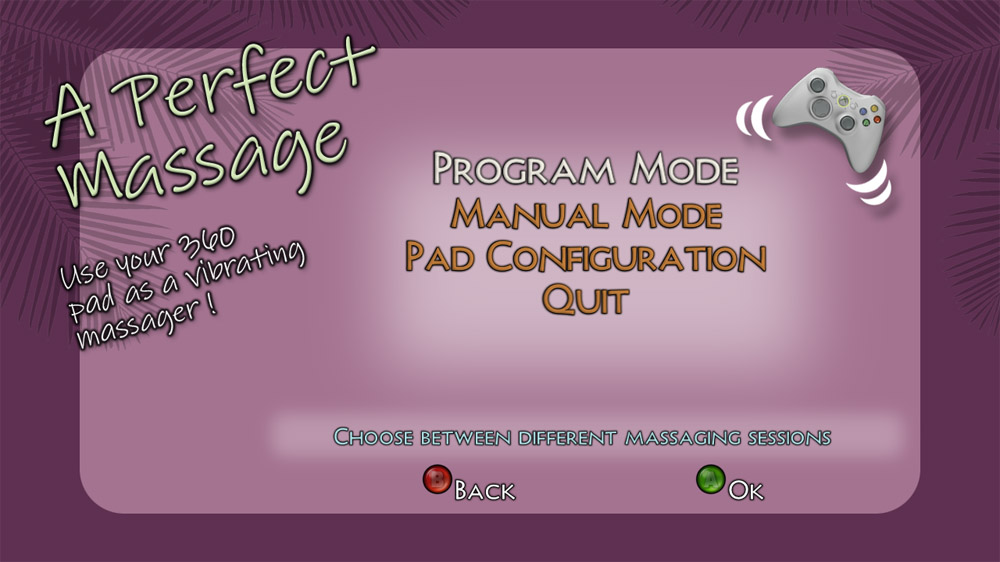 A Perfect
Massage
Use your 360
pad as a vibrating
massager !
Program Mode
Manual Mode
Pad Configuration
Quit
Choose between different massaging sessions
B Back
A Ok